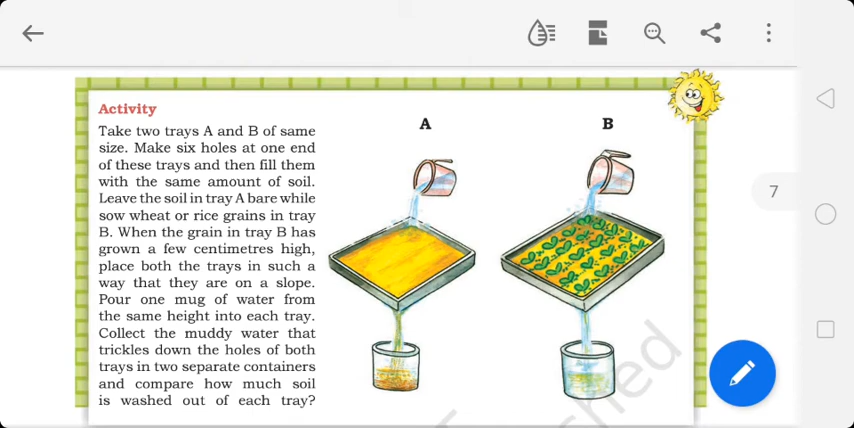 Activity
Take two trays A and B of same
size. Make six holes at one end
of these trays and then fill them
with the same amount of soil.
Leave the soil in tray A bare while
sow wheat or rice grains in tray
B. When the grain in tray B has
grown a few centimetres high,
place both the trays in such a
way that they are on a slope.
Pour one mug of water from
the same height into each tray.
Collect the muddy water that
trickles down the holes of both
trays in two separate containers
and compare how much soil
is washed out of each tray?
A
B
7